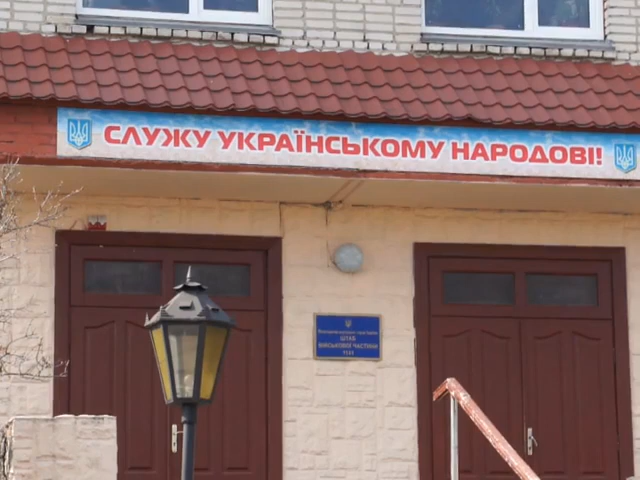 СЛУЖУ УКРАЇНСЬКОМУ НАРОДОВІ!
ШТАБ
ВІЙСЬКОВОЇ ЧАСТИНИ